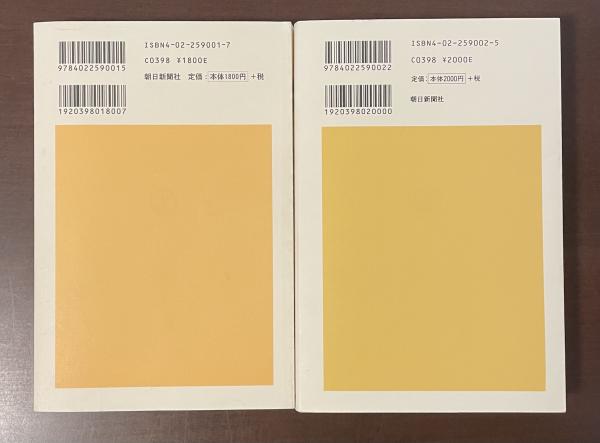 ISBN4-02-259001-7
C0398 ¥1800E
朝日新聞社 定価:本体1800円 +税
9784022590015
1920398018007
ISBN4-02-259002-5
C0398 ¥2000E
定価:本体2000円 +税
朝日新聞社
9784022590022
1920398020000